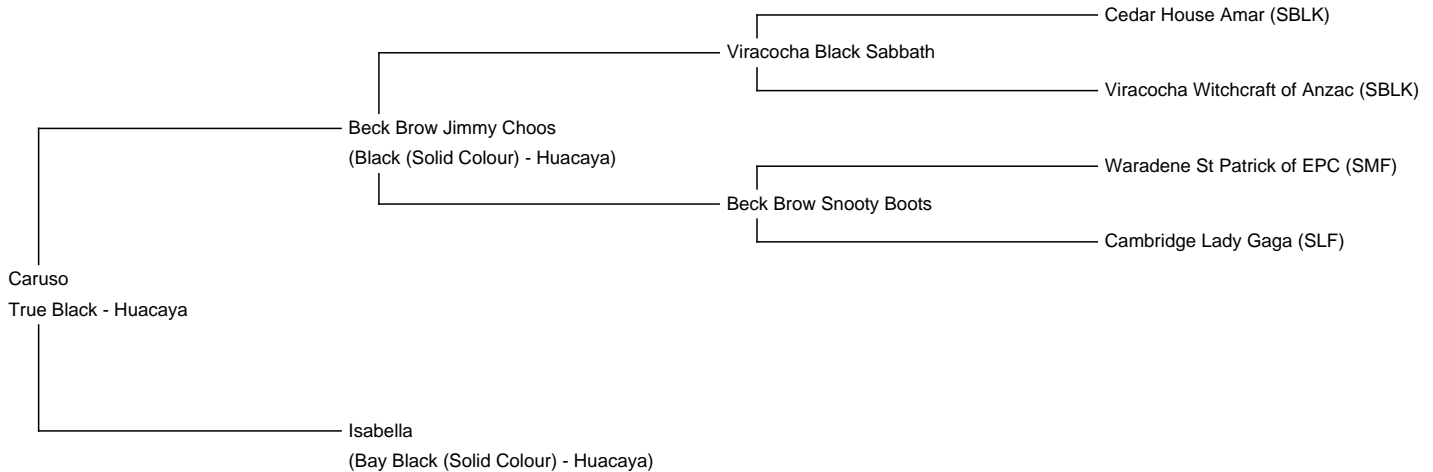 Cedar House Amar (SBLK)
Viracocha Black Sabbath
Viracocha Witchcraft of Anzac (SBLK)
Beck Brow Jimmy Choos
(Black (Solid Colour) - Huacaya)
Waradene St Patrick of EPC (SMF)
Beck Brow Snooty Boots
Cambridge Lady Gaga (SLF)
Caruso
True Black - Huacaya
Isabella
(Bay Black (Solid Colour) - Huacaya)